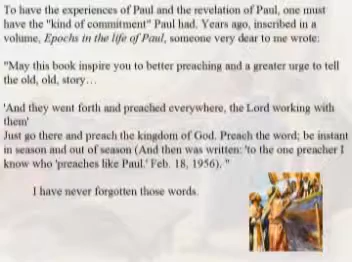 To have the experiences of Paul and the revelation of Paul, one must
have the "kind of commitment" Paul had. Years ago, inscribed in a
volume, Epochs in the life of Paul, someone very dear to me wrote:
"May this book inspire you to better preaching and a greater urge to tell
the old, old, story…
'And they went forth and preached everywhere, the Lord working with
them'
Just go there and preach the kingdom of God. Preach the word; be instant
in season and out of season (And then was written: 'to the one preacher I
know who 'preaches like Paul.' Feb. 18, 1956). "
I have never forgotten those words.